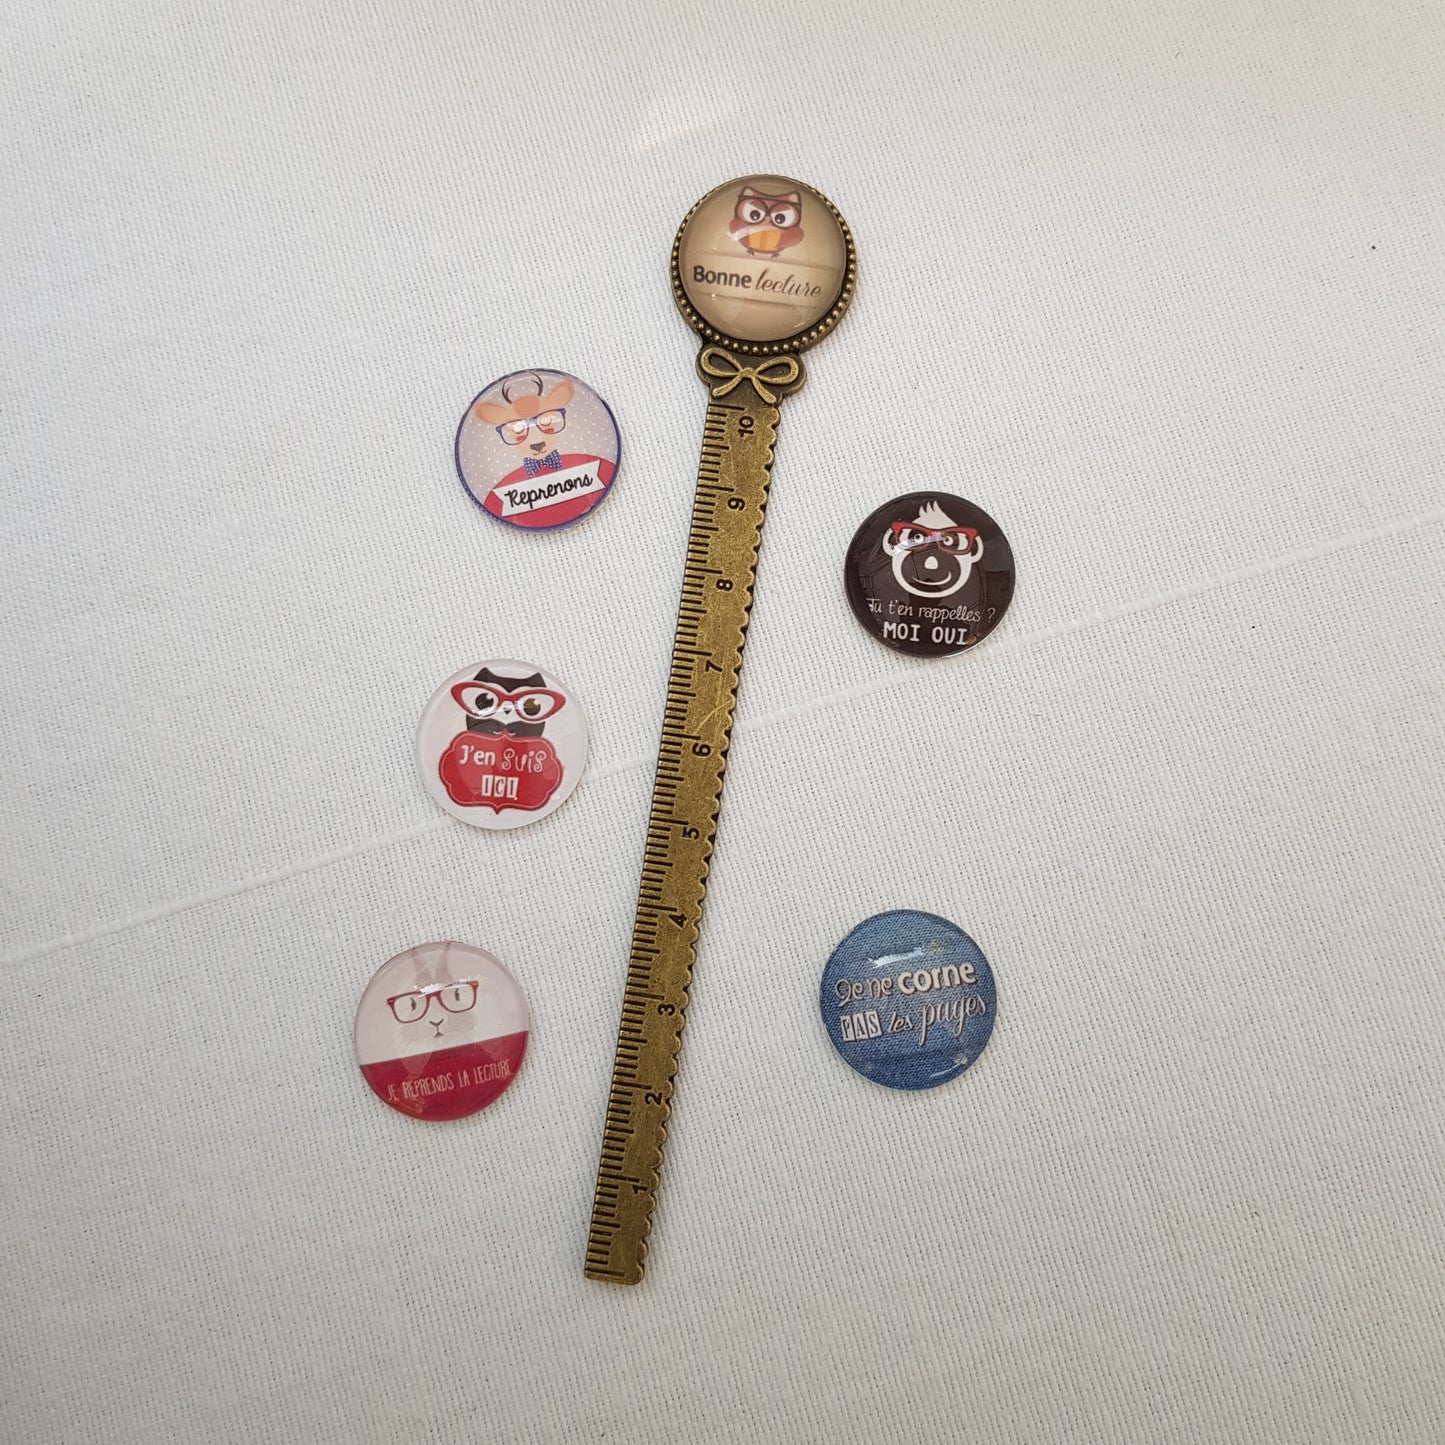 Bonne lecture
10
9
8
7
6
5
4
3
2
1
Reprenons
Tu t'en rappelles ?
MOI OUI
J'en suis
ICI
JE REPRENDS LA LECTURE
Je ne corne
PAS les pages